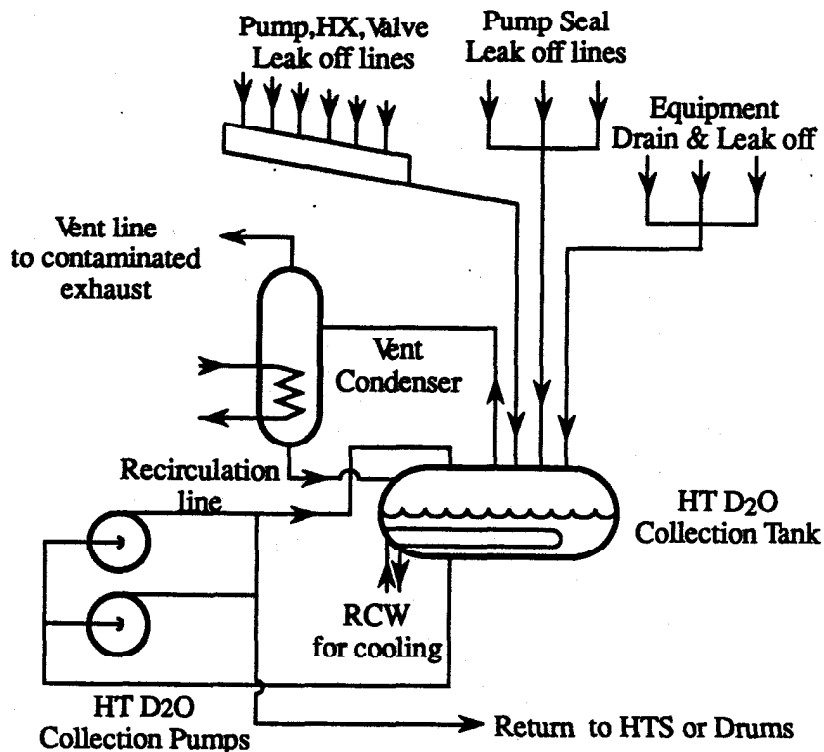 Pump,HX,Valve
Leak off lines
Pump Seal
Leak off lines
Equipment
Drain & Leak off
Vent line
to contaminated
exhaust
Vent
Condenser
Recirculation
line
HT D2O
Collection Tank
RCW
for cooling
HT D2O
Collection Pumps
Return to HTS or Drums